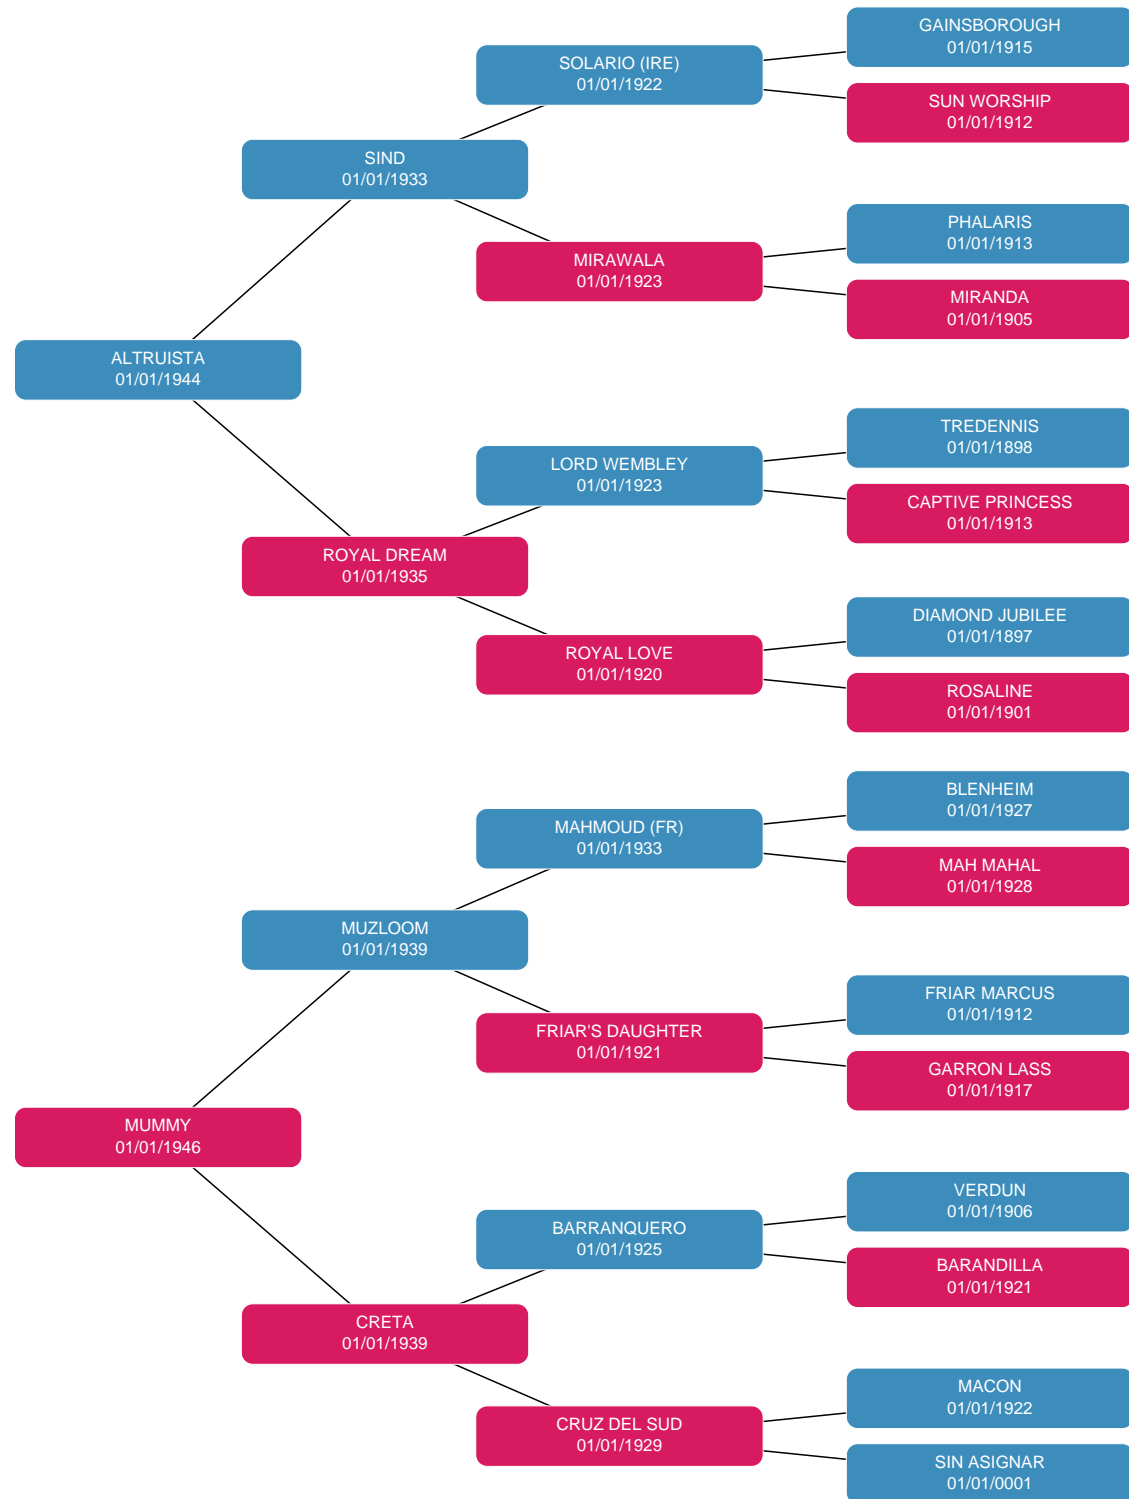 GAINSBOROUGH
01/01/1915
SOLARIO (IRE)
01/01/1922
SUN WORSHIP
01/01/1912
SIND
01/01/1933
PHALARIS
01/01/1913
MIRAWALA
01/01/1923
MIRANDA
01/01/1905
ALTRUISTA
01/01/1944
TREDENNIS
01/01/1898
LORD WEMBLEY
01/01/1923
CAPTIVE PRINCESS
01/01/1913
ROYAL DREAM
01/01/1935
DIAMOND JUBILEE
01/01/1897
ROYAL LOVE
01/01/1920
ROSALINE
01/01/1901
BLENHEIM
01/01/1927
MAHMOUD (FR)
01/01/1933
MAH MAHAL
01/01/1928
MUZLOOM
01/01/1939
FRIAR MARCUS
01/01/1912
FRIAR'S DAUGHTER
01/01/1921
GARRON LASS
01/01/1917
MUMMY
01/01/1946
VERDUN
01/01/1906
BARRANQUERO
01/01/1925
BARANDILLA
01/01/1921
CRETA
01/01/1939
MACON
01/01/1922
CRUZ DEL SUD
01/01/1929
SIN ASIGNAR
01/01/0001